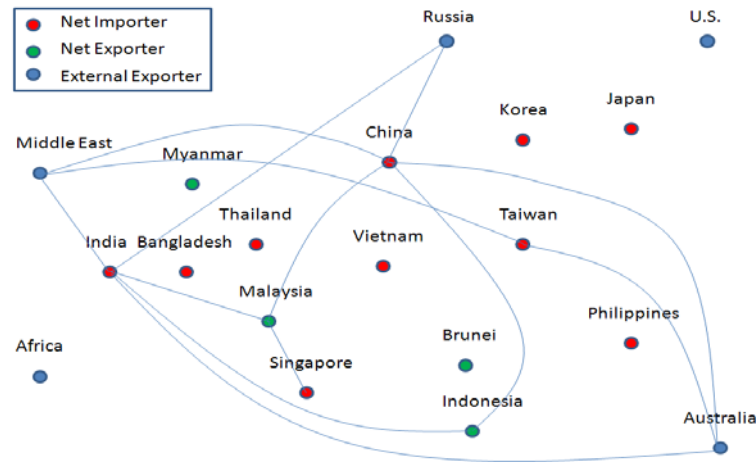 Net Importer
Net Exporter
External Exporter
Russia
U.S.
Korea
Japan
China
Middle East
Myanmar
Thailand
Taiwan
India
Bangladesh
Vietnam
Malaysia
Philippines
Africa
Singapore
Brunei
Indonesia
Australia